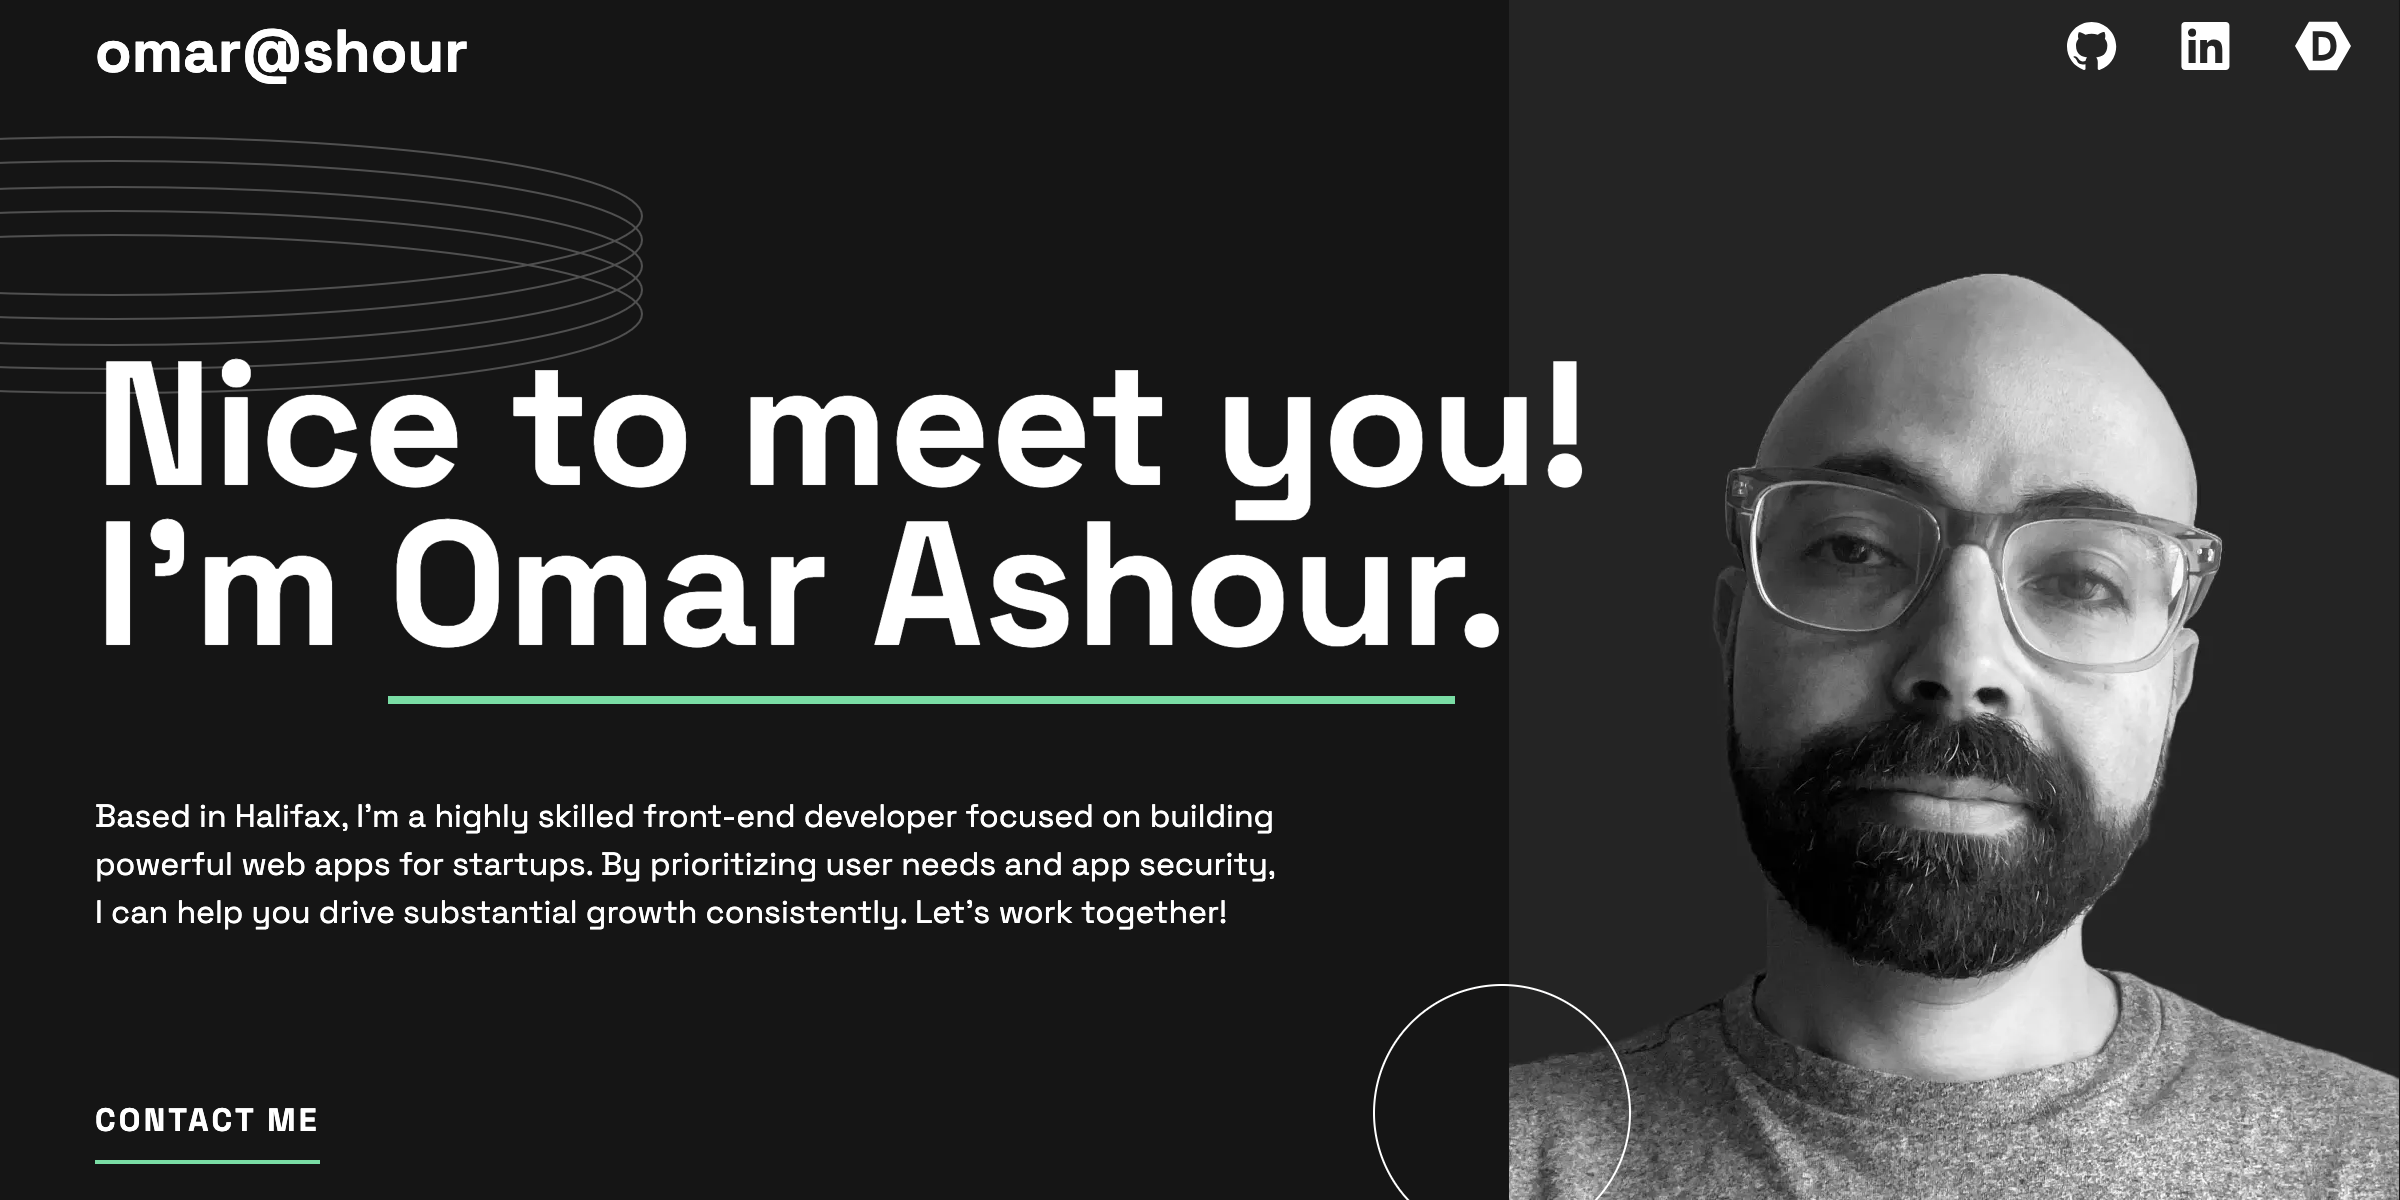 omar@shour
in
D
Nice to meet you!
I’m Omar Ashour.
Based in Halifax, I’m a highly skilled front-end developer focused on building
powerful web apps for startups. By prioritizing user needs and app security,
I can help you drive substantial growth consistently. Let’s work together!
CONTACT ME